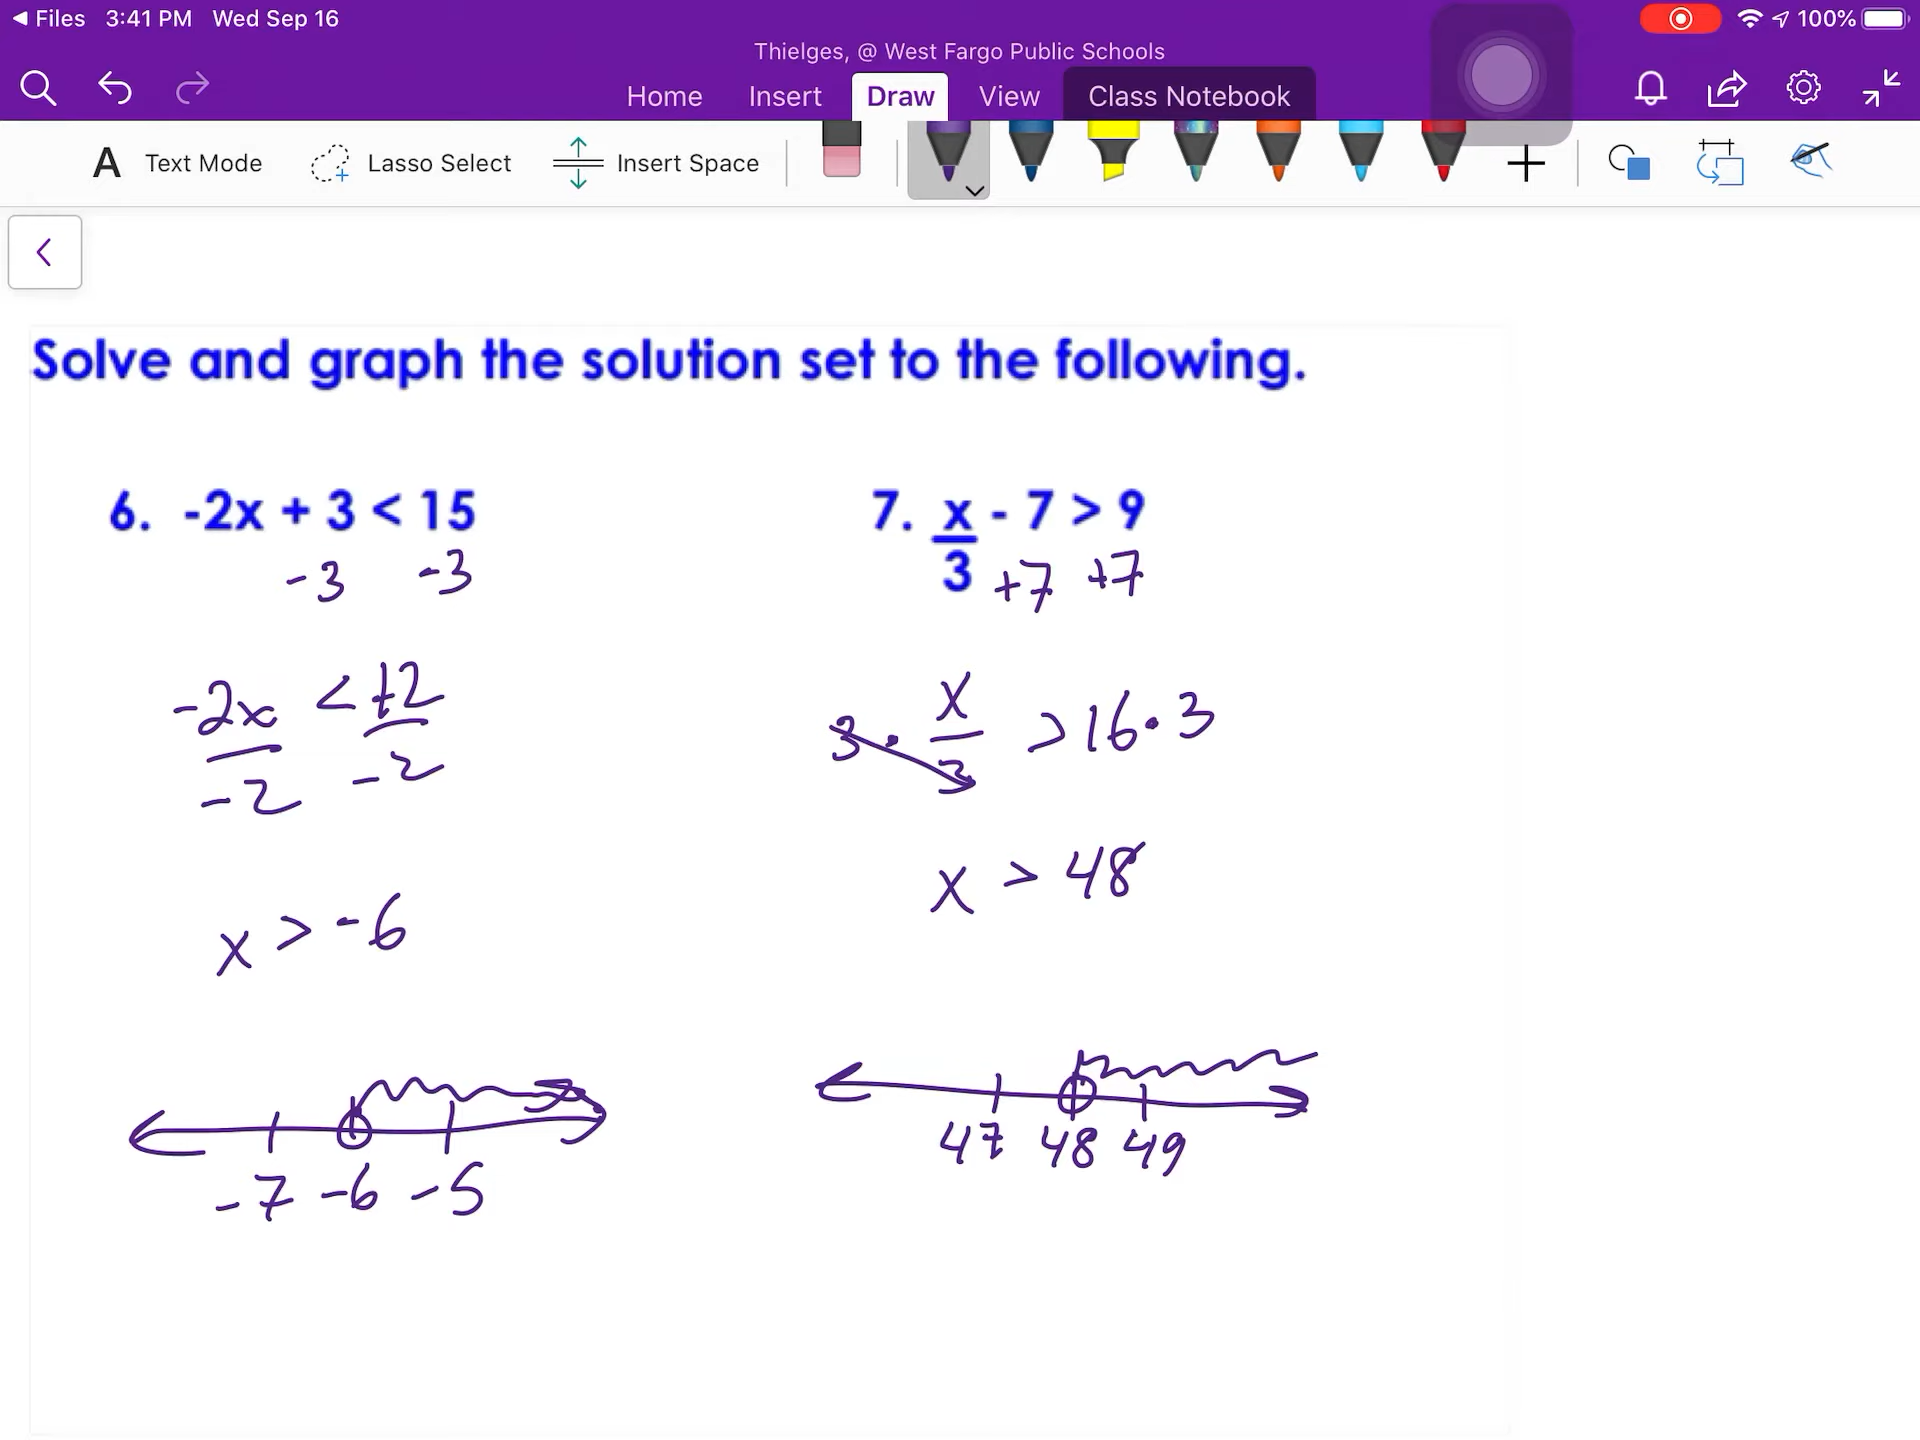 Files 3:41 PM Wed Sep 16 100%
Thielges, @ West Fargo Public Schools
Home Insert Draw View Class Notebook
A Text Mode Lasso Select Insert Space
Solve and graph the solution set to the following.
6. -2x + 3 < 15
-3 -3
-2x < 12
-2 -2
x > -6
-7 -6 -5
7. x - 7 > 9
3 +7 +7
3 · x > 16 · 3
3
x > 48
47 48 49